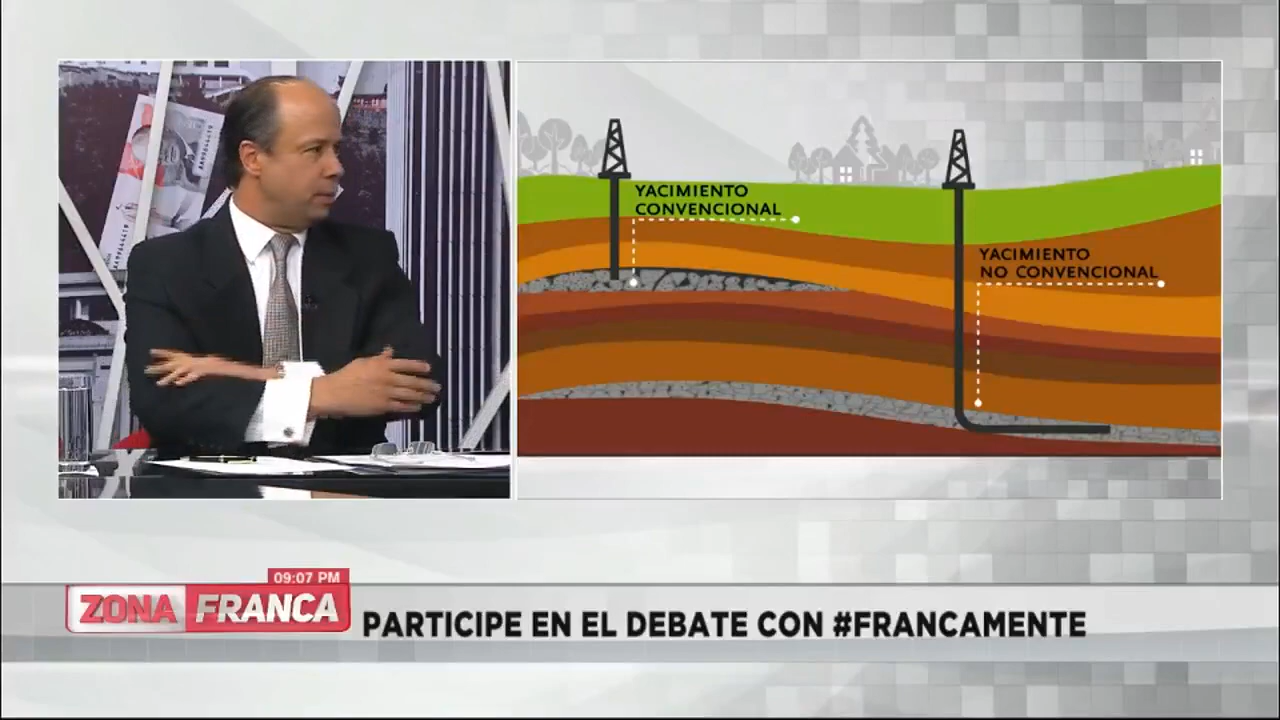 YACIMIENTO
CONVENCIONAL
YACIMIENTO
NO CONVENCIONAL
09:07 PM
ZONA FRANCA
PARTICIPE EN EL DEBATE CON #FRANCAMENTE